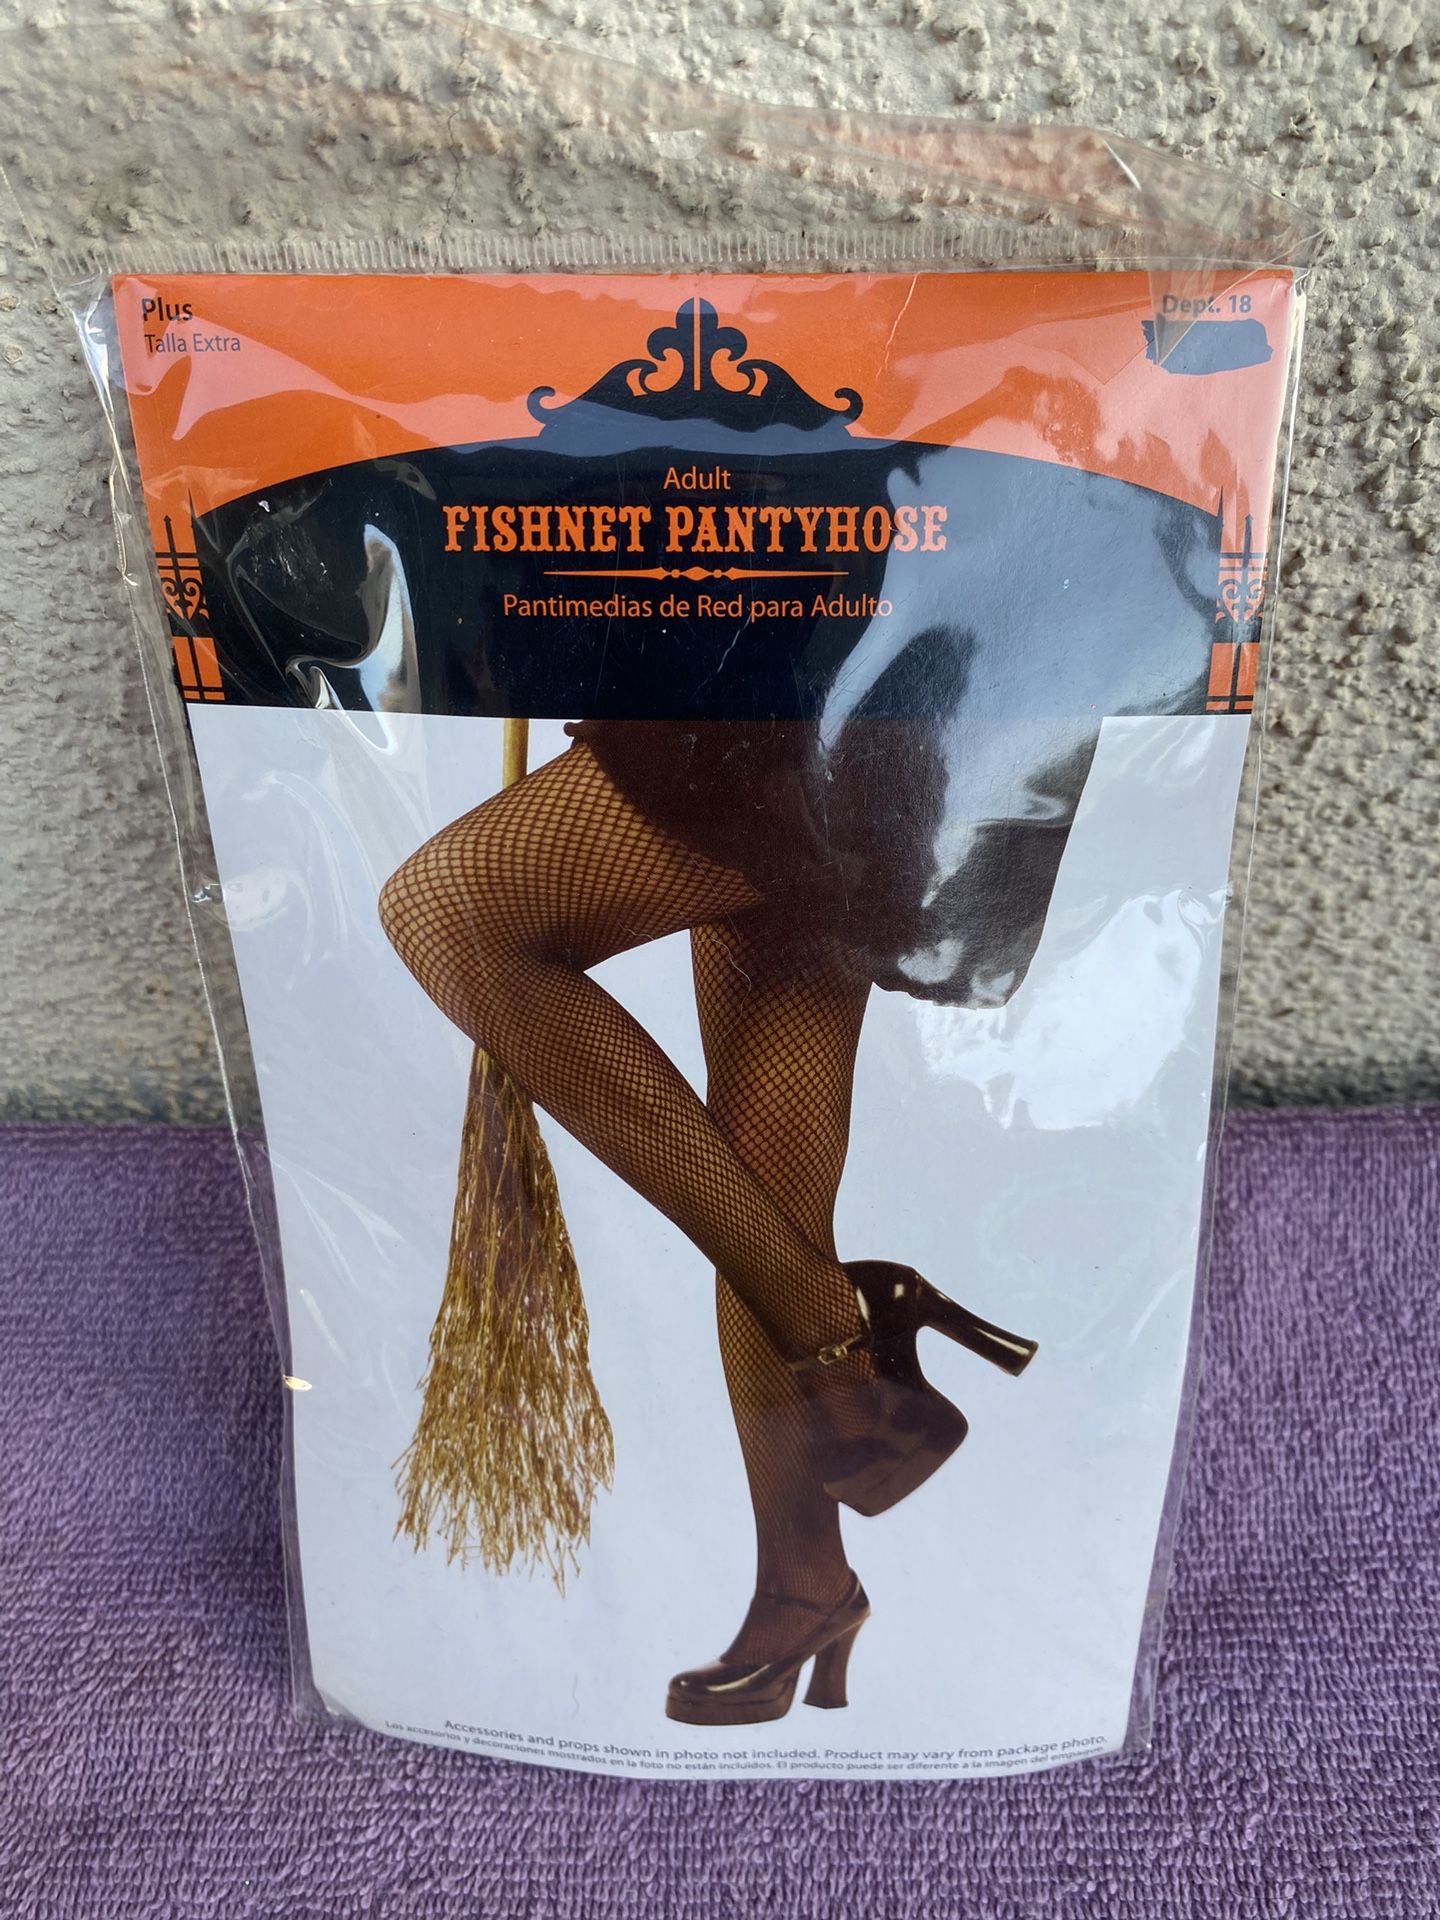 Plus
Talla Extra
Dept. 18
Adult
FISHNET PANTYHOSE
Pantimedias de Red para Adulto
Accessories and props shown in photo not included. Product may vary from package photo.
Los accesorios y decoraciones mostrados en la foto no están incluidos. El producto puede ser diferente a la imagen del empaque.